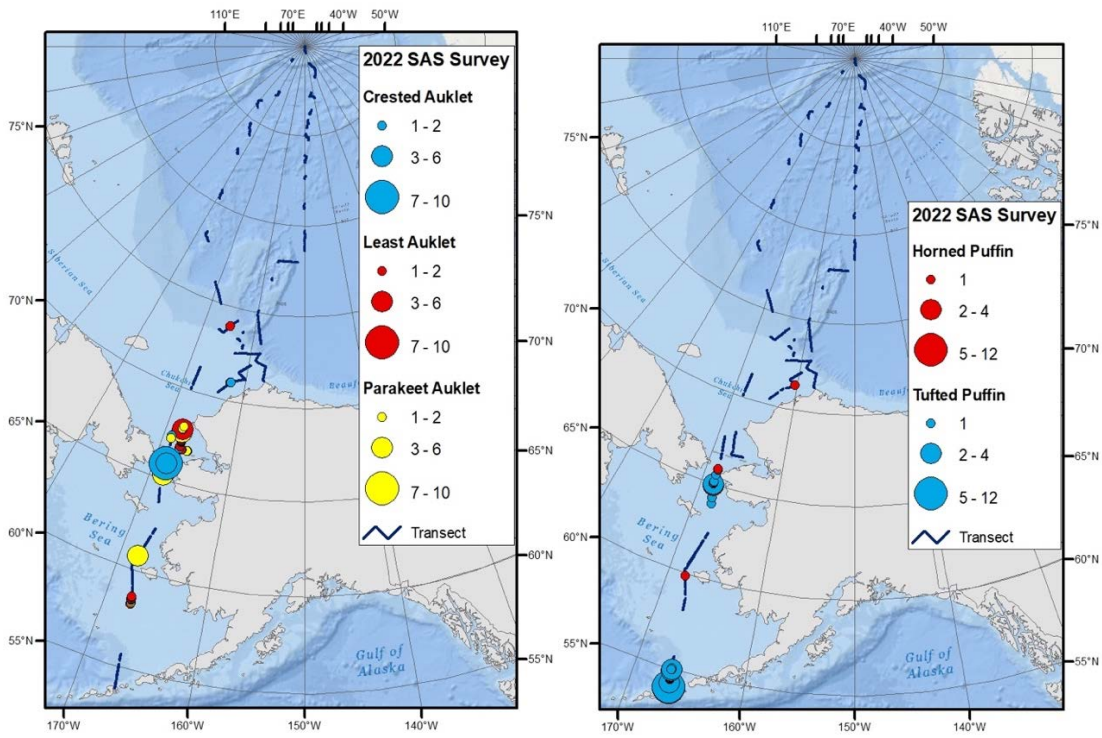 110°E 70°E 40°W 50°W
75°N
70°N
65°N
60°N
55°N
75°N
70°N
65°N
60°N
55°N
170°W 160°W 150°W 140°W
Siberian Sea
Chukchi
Sea
Bering
Sea
Gulf of
Alaska
2022 SAS Survey
Crested Auklet
1 - 2
3 - 6
7 - 10
Least Auklet
1 - 2
3 - 6
7 - 10
Parakeet Auklet
1 - 2
3 - 6
7 - 10
Transect
110°E 70°E 40°W 50°W
75°N
70°N
65°N
60°N
55°N
75°N
70°N
65°N
60°N
55°N
170°W 160°W 150°W 140°W
Siberian Sea
Chukchi
Sea
Beauf
Bering
Sea
Gulf of
Alaska
2022 SAS Survey
Horned Puffin
1
2 - 4
5 - 12
Tufted Puffin
1
2 - 4
5 - 12
Transect